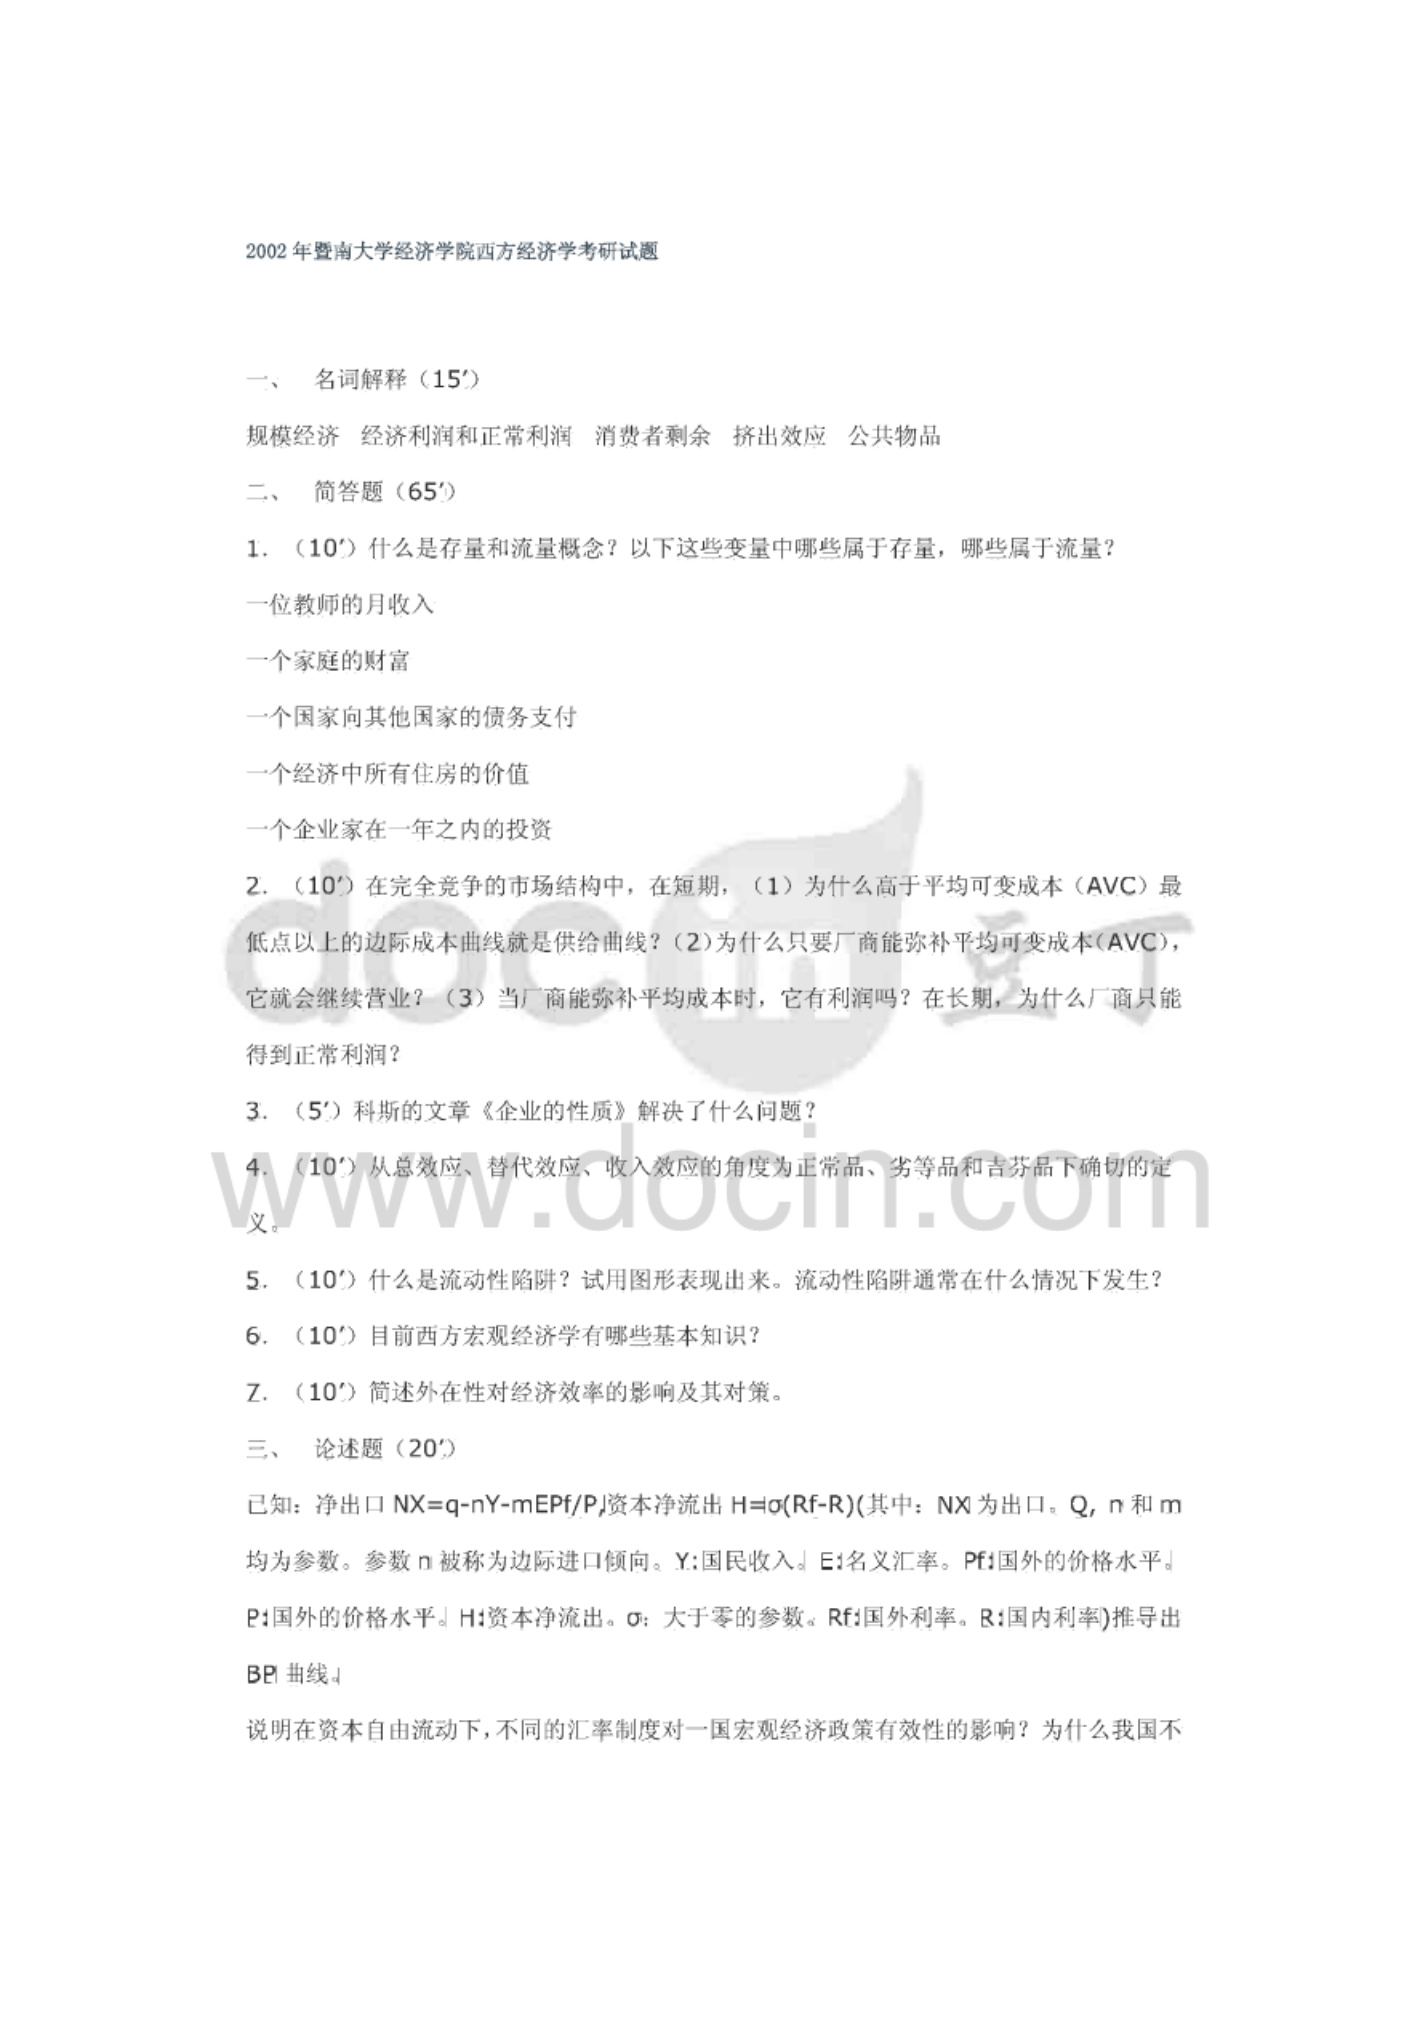 2002 年暨南大学经济学院西方经济学考研试题
一、 名词解释（15′）
规模经济 经济利润和正常利润 消费者剩余 挤出效应 公共物品
二、 简答题（65′）
1. （10′）什么是存量和流量概念？以下这些变量中哪些属于存量，哪些属于流量？
一位教师的月收入
一个家庭的财富
一个国家向其他国家的债务支付
一个经济中所有住房的价值
一个企业家在一年之内的投资
2. （10′）在完全竞争的市场结构中，在短期，（1）为什么高于平均可变成本（AVC）最
低点以上的边际成本曲线就是供给曲线？（2）为什么只要厂商能弥补平均可变成本（AVC），
它就会继续营业？（3）当厂商能弥补平均成本时，它有利润吗？在长期，为什么厂商只能
得到正常利润？
3. （5′）科斯的文章《企业的性质》解决了什么问题？
4. （10′）从总效应、替代效应、收入效应的角度为正常品、劣等品和吉芬品下确切的定
义。
5. （10′）什么是流动性陷阱？试用图形表现出来。流动性陷阱通常在什么情况下发生？
6. （10′）目前西方宏观经济学有哪些基本知识？
7. （10′）简述外在性对经济效率的影响及其对策。
三、 论述题（20′）
已知：净出口 NX=q-nY-mEPf/P,资本净流出 H=σ(Rf-R)(其中：NX 为出口。Q, n 和 m
均为参数。参数 n 被称为边际进口倾向。Y:国民收入。E:名义汇率。Pf:国外的价格水平。
P:国外的价格水平。H:资本净流出。σ：大于零的参数。Rf:国外利率。R:国内利率)推导出
BP 曲线。
说明在资本自由流动下，不同的汇率制度对一国宏观经济政策有效性的影响？为什么我国不
docin 豆丁
www.docin.com